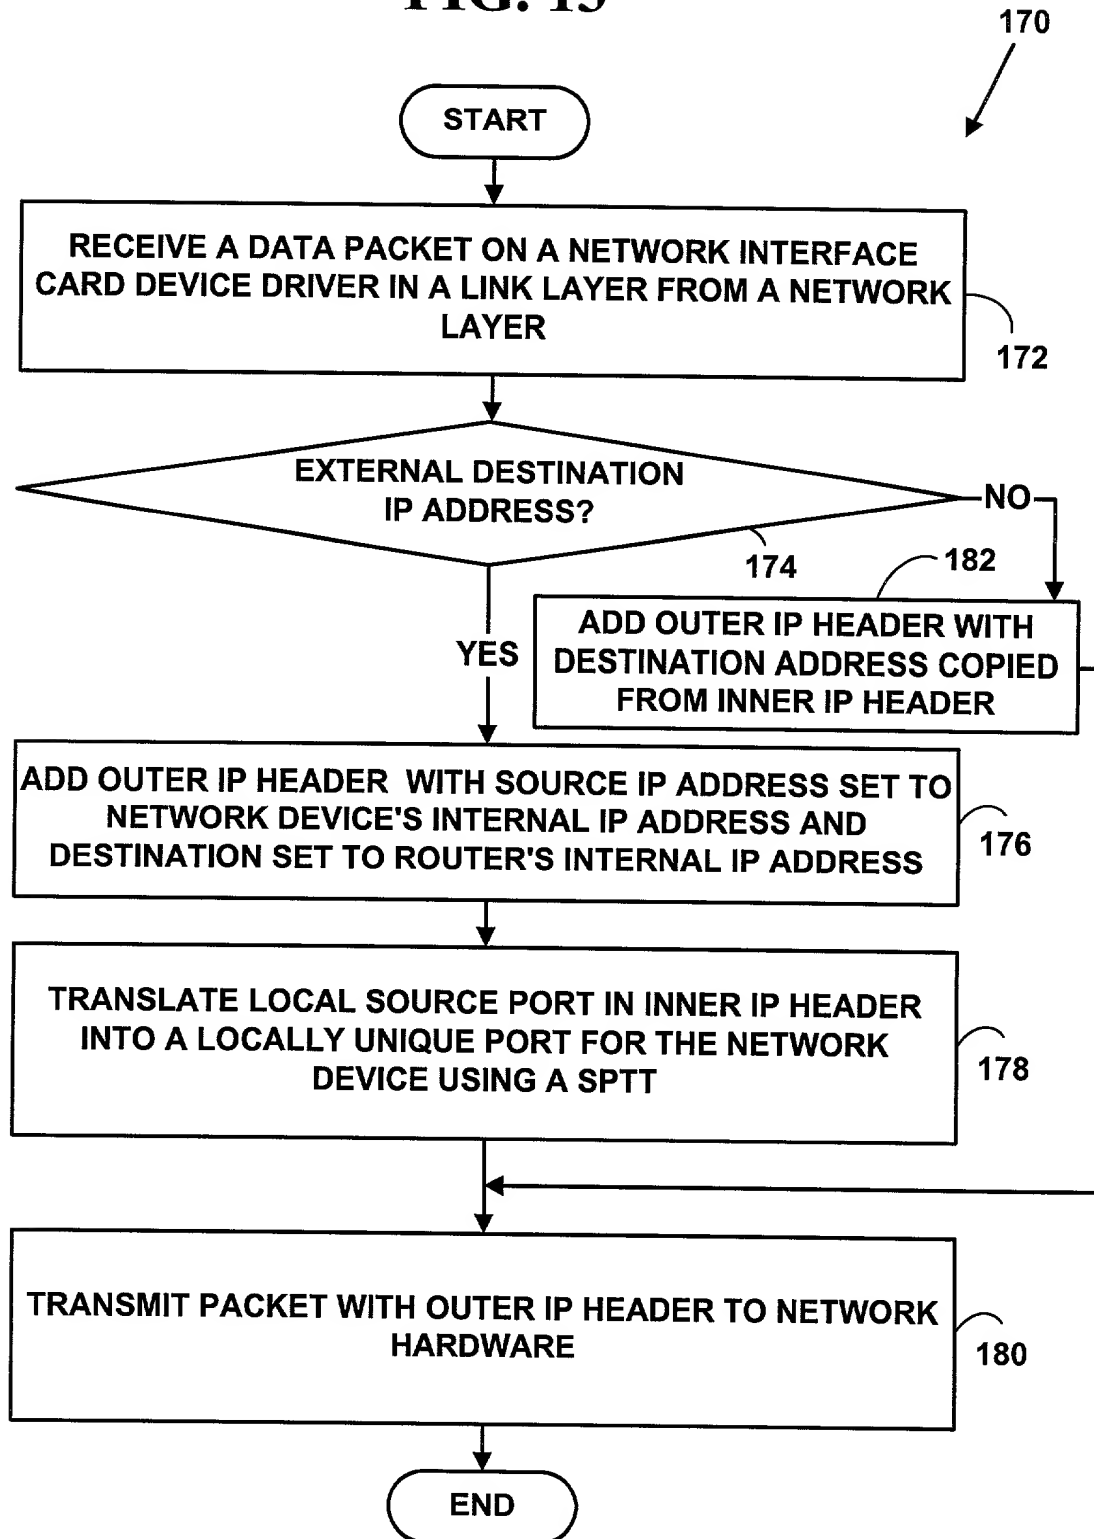 170
START
RECEIVE A DATA PACKET ON A NETWORK INTERFACE
CARD DEVICE DRIVER IN A LINK LAYER FROM A NETWORK
LAYER
172
EXTERNAL DESTINATION
IP ADDRESS?
NO
174
182
ADD OUTER IP HEADER WITH
DESTINATION ADDRESS COPIED
FROM INNER IP HEADER
YES
ADD OUTER IP HEADER WITH SOURCE IP ADDRESS SET TO
NETWORK DEVICE'S INTERNAL IP ADDRESS AND
DESTINATION SET TO ROUTER'S INTERNAL IP ADDRESS
176
TRANSLATE LOCAL SOURCE PORT IN INNER IP HEADER
INTO A LOCALLY UNIQUE PORT FOR THE NETWORK
DEVICE USING A SPTT
178
TRANSMIT PACKET WITH OUTER IP HEADER TO NETWORK
HARDWARE
180
END